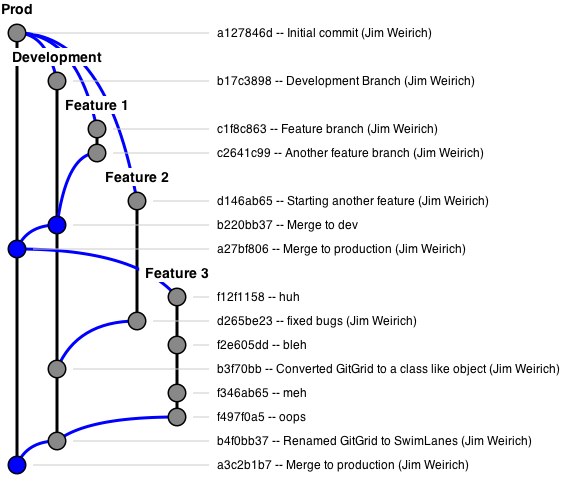 Prod
a127846d -- Initial commit (Jim Weirich)
Development
b17c3898 -- Development Branch (Jim Weirich)
Feature 1
c1f8c863 -- Feature branch (Jim Weirich)
c2641c99 -- Another feature branch (Jim Weirich)
Feature 2
d146ab65 -- Starting another feature (Jim Weirich)
b220bb37 -- Merge to dev
a27bf806 -- Merge to production (Jim Weirich)
Feature 3
f12f1158 -- huh
d265be23 -- fixed bugs (Jim Weirich)
f2e605dd -- bleh
b3f70bb -- Converted GitGrid to a class like object (Jim Weirich)
f346ab65 -- meh
f497f0a5 -- oops
b4f0bb37 -- Renamed GitGrid to SwimLanes (Jim Weirich)
a3c2b1b7 -- Merge to production (Jim Weirich)